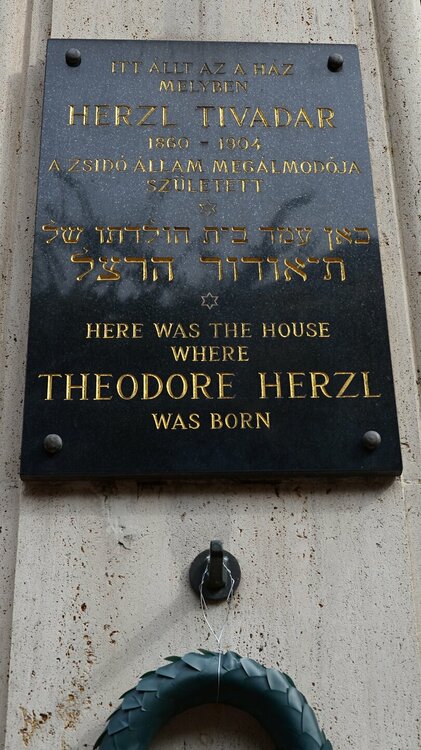 ITT ÁLLT AZ A HÁZ
MELYBEN
HERZL TIVADAR
1860 - 1904
A ZSIDÓ ÁLLAM MEGÁLMODÓJA
SZÜLETETT
כאן עמד בית הולדתו של
תיאודור הרצל
HERE WAS THE HOUSE
WHERE
THEODORE HERZL
WAS BORN